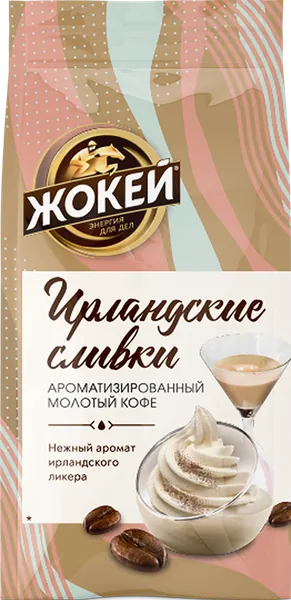 ЖОКЕЙ®
ЭНЕРГИЯ
ДЛЯ ДЕЛ
Ирландские
сливки
АРОМАТИЗИРОВАННЫЙ
МОЛОТЫЙ КОФЕ
Нежный аромат
ирландского
ликера
*